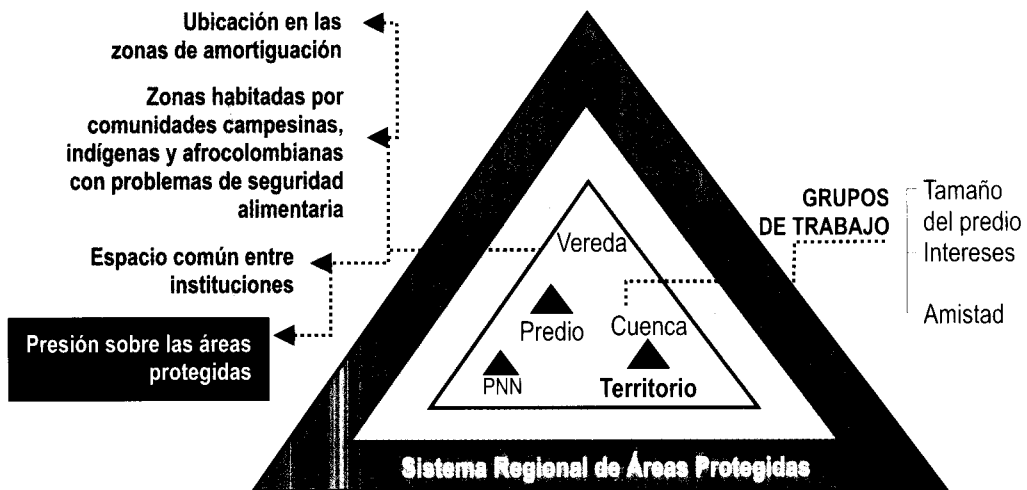 Ubicación en las
zonas de amortiguación
Zonas habitadas por
comunidades campesinas,
indígenas y afrocolombianas
con problemas de seguridad
alimentaria
Espacio común entre
instituciones
Presión sobre las áreas
protegidas
Vereda
Predio
Cuenca
PNN
Territorio
GRUPOS
DE TRABAJO
Tamaño
del predio
Intereses
Amistad
Sistema Regional de Áreas Protegidas